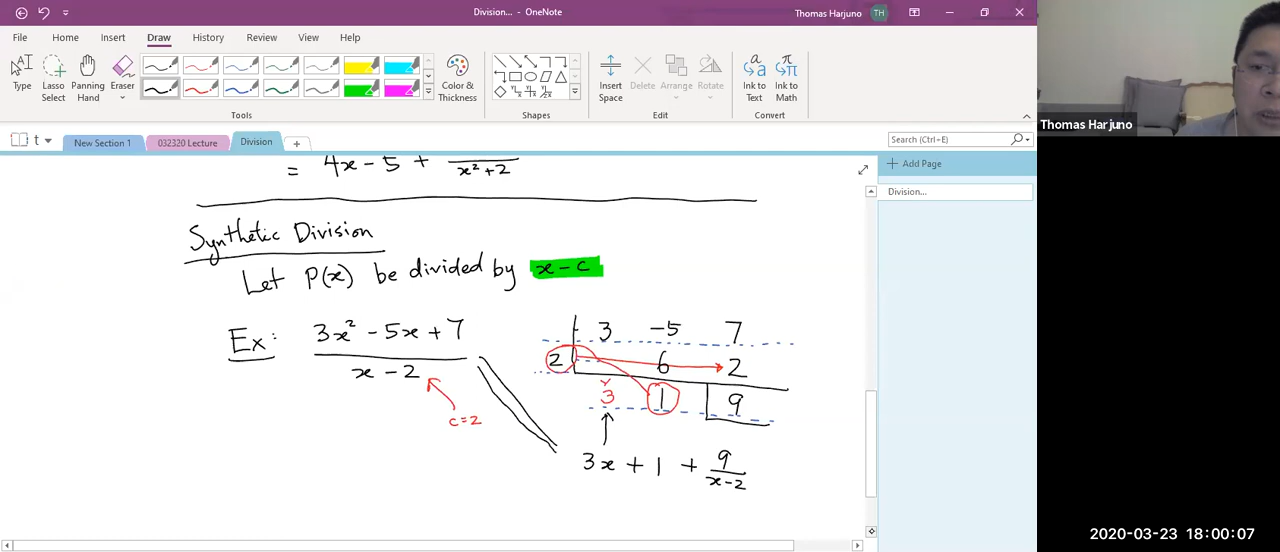 Division... - OneNote
Thomas Harjuno TH
File Home Insert Draw History Review View Help
Type
Lasso Select
Panning Hand
Eraser
Color & Thickness
Insert Space
Delete
Arrange
Rotate
Ink to Text
Ink to Math
Tools
Shapes
Edit
Convert
t
New Section 1
032320 Lecture
Division
Search (Ctrl+E)
Add Page
Division...
Thomas Harjuno
= 4x - 5 + /(x² + 2)
Synthetic Division
Let P(x) be divided by x - c
Ex: (3x² - 5x + 7)/(x - 2)
c = 2
3 -5 7
2 6 2
3 1 9
3x + 1 + 9/(x-2)
2020-03-23 18:00:07